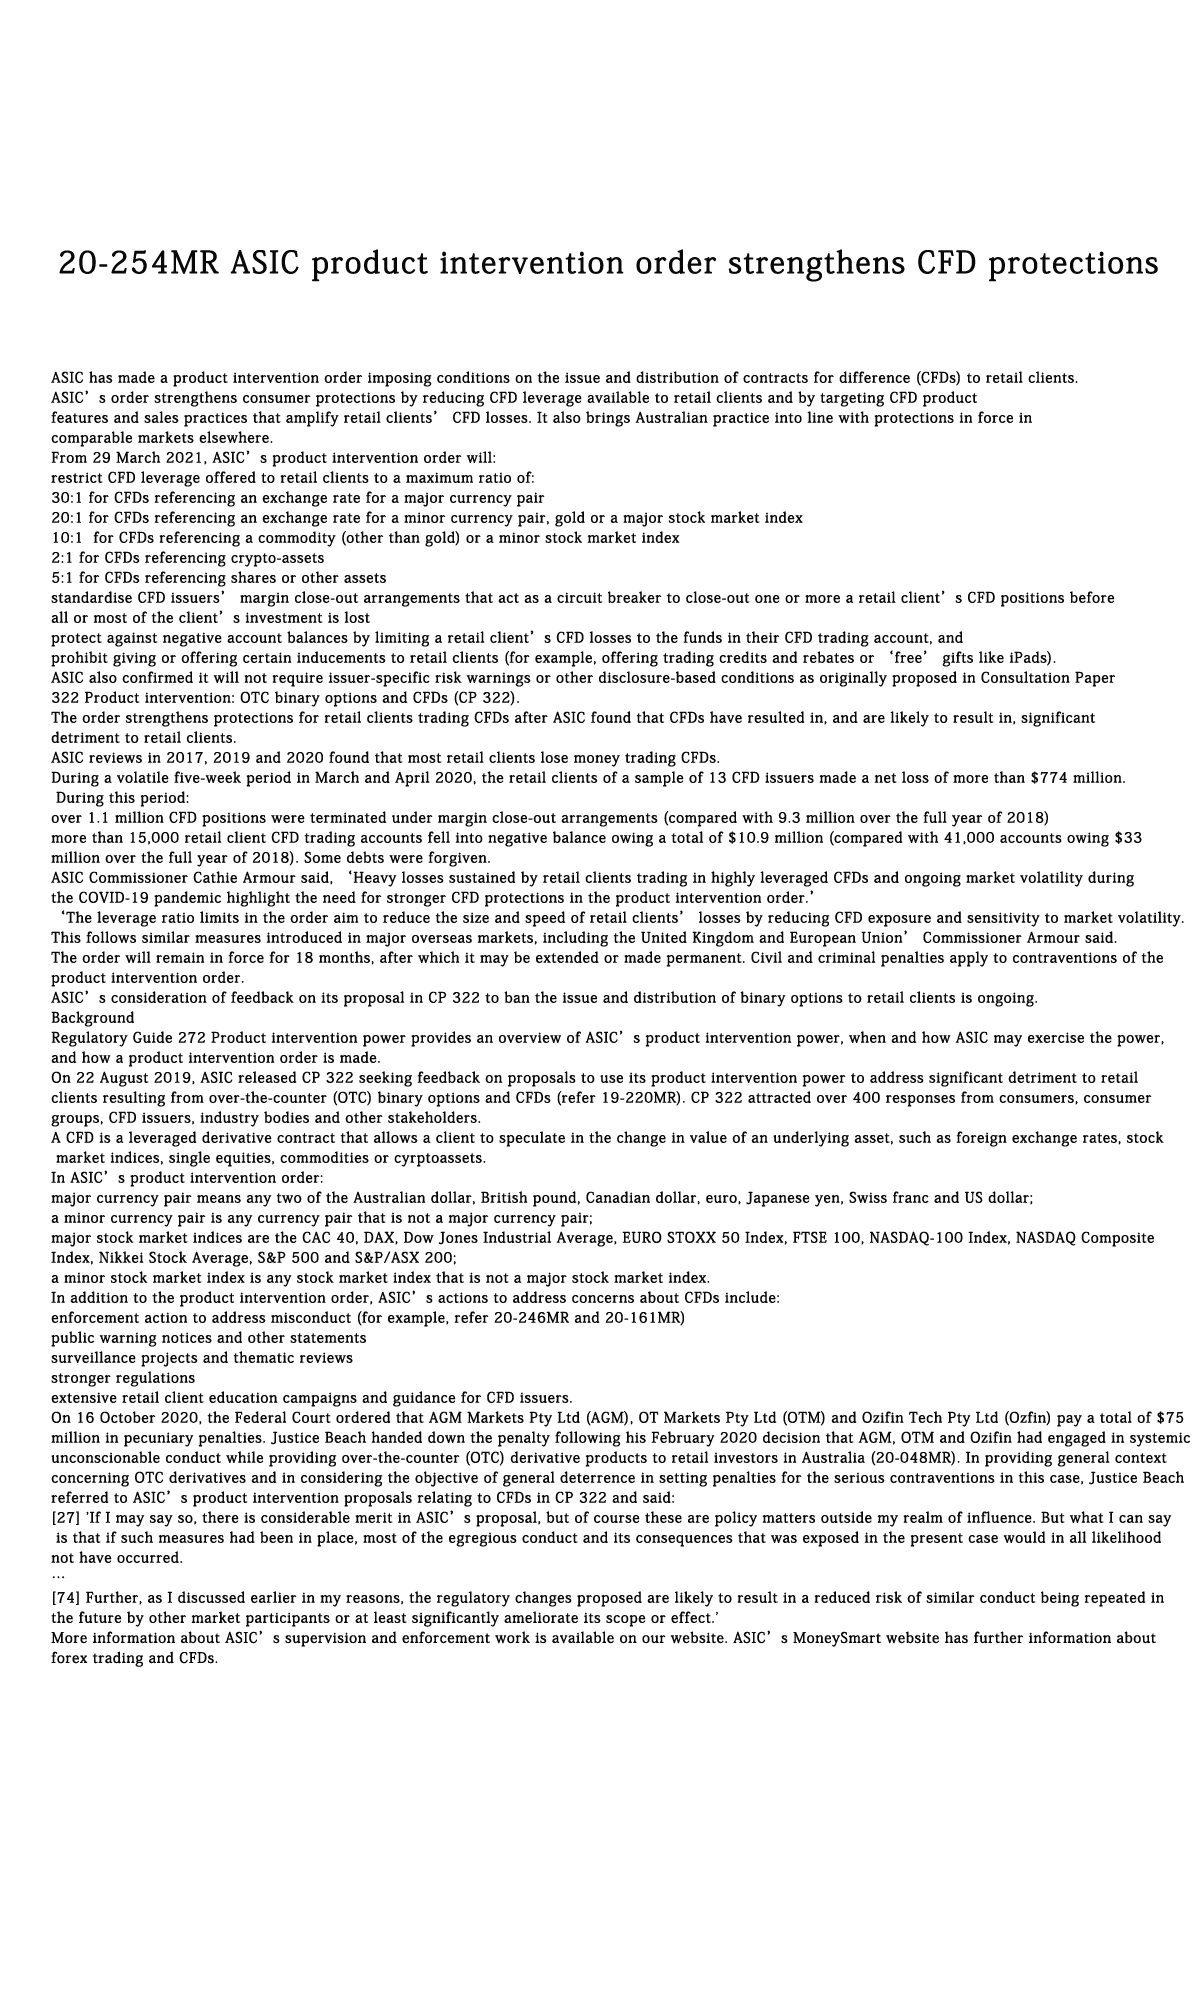 20-254MR ASIC product intervention order strengthens CFD protections
ASIC has made a product intervention order imposing conditions on the issue and distribution of contracts for difference (CFDs) to retail clients.
ASIC’s order strengthens consumer protections by reducing CFD leverage available to retail clients and by targeting CFD product
features and sales practices that amplify retail clients’ CFD losses. It also brings Australian practice into line with protections in force in
comparable markets elsewhere.
From 29 March 2021, ASIC’s product intervention order will:
restrict CFD leverage offered to retail clients to a maximum ratio of:
30:1 for CFDs referencing an exchange rate for a major currency pair
20:1 for CFDs referencing an exchange rate for a minor currency pair, gold or a major stock market index
10:1 for CFDs referencing a commodity (other than gold) or a minor stock market index
2:1 for CFDs referencing crypto-assets
5:1 for CFDs referencing shares or other assets
standardise CFD issuers’ margin close-out arrangements that act as a circuit breaker to close-out one or more a retail client’s CFD positions before
all or most of the client’s investment is lost
protect against negative account balances by limiting a retail client’s CFD losses to the funds in their CFD trading account, and
prohibit giving or offering certain inducements to retail clients (for example, offering trading credits and rebates or ‘free’ gifts like iPads).
ASIC also confirmed it will not require issuer-specific risk warnings or other disclosure-based conditions as originally proposed in Consultation Paper
322 Product intervention: OTC binary options and CFDs (CP 322).
The order strengthens protections for retail clients trading CFDs after ASIC found that CFDs have resulted in, and are likely to result in, significant
detriment to retail clients.
ASIC reviews in 2017, 2019 and 2020 found that most retail clients lose money trading CFDs.
During a volatile five-week period in March and April 2020, the retail clients of a sample of 13 CFD issuers made a net loss of more than $774 million.
During this period:
over 1.1 million CFD positions were terminated under margin close-out arrangements (compared with 9.3 million over the full year of 2018)
more than 15,000 retail client CFD trading accounts fell into negative balance owing a total of $10.9 million (compared with 41,000 accounts owing $33
million over the full year of 2018). Some debts were forgiven.
ASIC Commissioner Cathie Armour said, ‘Heavy losses sustained by retail clients trading in highly leveraged CFDs and ongoing market volatility during
the COVID-19 pandemic highlight the need for stronger CFD protections in the product intervention order.’
‘The leverage ratio limits in the order aim to reduce the size and speed of retail clients’ losses by reducing CFD exposure and sensitivity to market volatility.
This follows similar measures introduced in major overseas markets, including the United Kingdom and European Union’ Commissioner Armour said.
The order will remain in force for 18 months, after which it may be extended or made permanent. Civil and criminal penalties apply to contraventions of the
product intervention order.
ASIC’s consideration of feedback on its proposal in CP 322 to ban the issue and distribution of binary options to retail clients is ongoing.
Background
Regulatory Guide 272 Product intervention power provides an overview of ASIC’s product intervention power, when and how ASIC may exercise the power,
and how a product intervention order is made.
On 22 August 2019, ASIC released CP 322 seeking feedback on proposals to use its product intervention power to address significant detriment to retail
clients resulting from over-the-counter (OTC) binary options and CFDs (refer 19-220MR). CP 322 attracted over 400 responses from consumers, consumer
groups, CFD issuers, industry bodies and other stakeholders.
A CFD is a leveraged derivative contract that allows a client to speculate in the change in value of an underlying asset, such as foreign exchange rates, stock
market indices, single equities, commodities or cyrptoassets.
In ASIC’s product intervention order:
major currency pair means any two of the Australian dollar, British pound, Canadian dollar, euro, Japanese yen, Swiss franc and US dollar;
a minor currency pair is any currency pair that is not a major currency pair;
major stock market indices are the CAC 40, DAX, Dow Jones Industrial Average, EURO STOXX 50 Index, FTSE 100, NASDAQ-100 Index, NASDAQ Composite
Index, Nikkei Stock Average, S&P 500 and S&P/ASX 200;
a minor stock market index is any stock market index that is not a major stock market index.
In addition to the product intervention order, ASIC’s actions to address concerns about CFDs include:
enforcement action to address misconduct (for example, refer 20-246MR and 20-161MR)
public warning notices and other statements
surveillance projects and thematic reviews
stronger regulations
extensive retail client education campaigns and guidance for CFD issuers.
On 16 October 2020, the Federal Court ordered that AGM Markets Pty Ltd (AGM), OT Markets Pty Ltd (OTM) and Ozifin Tech Pty Ltd (Ozfin) pay a total of $75
million in pecuniary penalties. Justice Beach handed down the penalty following his February 2020 decision that AGM, OTM and Ozifin had engaged in systemic
unconscionable conduct while providing over-the-counter (OTC) derivative products to retail investors in Australia (20-048MR). In providing general context
concerning OTC derivatives and in considering the objective of general deterrence in setting penalties for the serious contraventions in this case, Justice Beach
referred to ASIC’s product intervention proposals relating to CFDs in CP 322 and said:
[27] 'If I may say so, there is considerable merit in ASIC’s proposal, but of course these are policy matters outside my realm of influence. But what I can say
is that if such measures had been in place, most of the egregious conduct and its consequences that was exposed in the present case would in all likelihood
not have occurred.
…
[74] Further, as I discussed earlier in my reasons, the regulatory changes proposed are likely to result in a reduced risk of similar conduct being repeated in
the future by other market participants or at least significantly ameliorate its scope or effect.'
More information about ASIC’s supervision and enforcement work is available on our website. ASIC’s MoneySmart website has further information about
forex trading and CFDs.